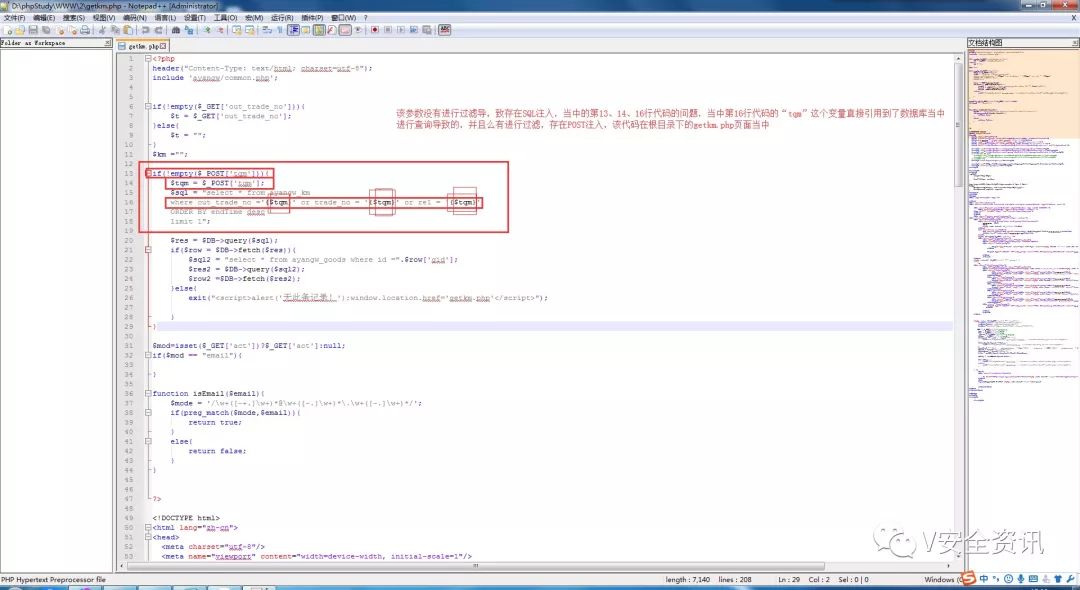 D:\phpStudy\WWW\2\getkm.php - Notepad++ [Administrator]
文件(F) 编辑(E) 搜索(S) 视图(V) 编码(N) 语言(L) 设置(T) 工具(O) 宏(M) 运行(R) 插件(P) 窗口(W) ?
X
Folder as Workspace
getkm.php
文档结构图
1 <?php
2 header("Content-Type: text/html; charset=utf-8");
3 include 'ayangw/common.php';
4
5
6 if(!empty($_GET['out_trade_no'])){
7 $t = $_GET['out_trade_no'];
8 }else{
9 $t = "";
10 }
11 $km ="";
12
13 if(!empty($_POST['tqm'])){
14 $tqm = $_POST['tqm'];
15 $sql = "select * from ayangw_km
16 where out_trade_no ='{$tqm}' or trade_no = '{$tqm}' or rel = '{$tqm}'
17 ORDER BY endTime desc
18 limit 1";
19
20 $res = $DB->query($sql);
21 if($row = $DB->fetch($res)){
22 $sql2 = "select * from ayangw_goods where id =".$row['gid'];
23 $res2 = $DB->query($sql2);
24 $row2 =$DB->fetch($res2);
25 }else{
26 exit("<script>alert('无此条记录！');window.location.href='getkm.php'</script>");
27
28 }
29 }
30
31 $mod=isset($_GET['act'])?$_GET['act']:null;
32 if($mod == "email"){
33
34 }
35
36 function isEmail($email){
37 $mode = '/\w+([-+.]\w+)*@\w+([-.]\w+)*\.\w+([-.]\w+)*/';
38 if(preg_match($mode,$email)){
39 return true;
40 }
41 else{
42 return false;
43 }
44 }
45
46
47 ?>
48
49 <!DOCTYPE html>
50 <html lang="zh-cn">
51 <head>
52 <meta charset="utf-8"/>
53 <meta name="viewport" content="width=device-width, initial-scale=1"/>
该参数没有进行过滤导，致存在SQL注入，当中的第13、14、16行代码的问题，当中第16行代码的“tqm”这个变量直接引用到了数据库当中
进行查询导致的，并且么有进行过滤，存在POST注入，该代码在根目录下的getkm.php页面当中
V安全资讯
PHP Hypertext Preprocessor file
length : 7,140 lines : 208
Ln : 29 Col : 2 Sel : 0 | 0
Windows (C
中